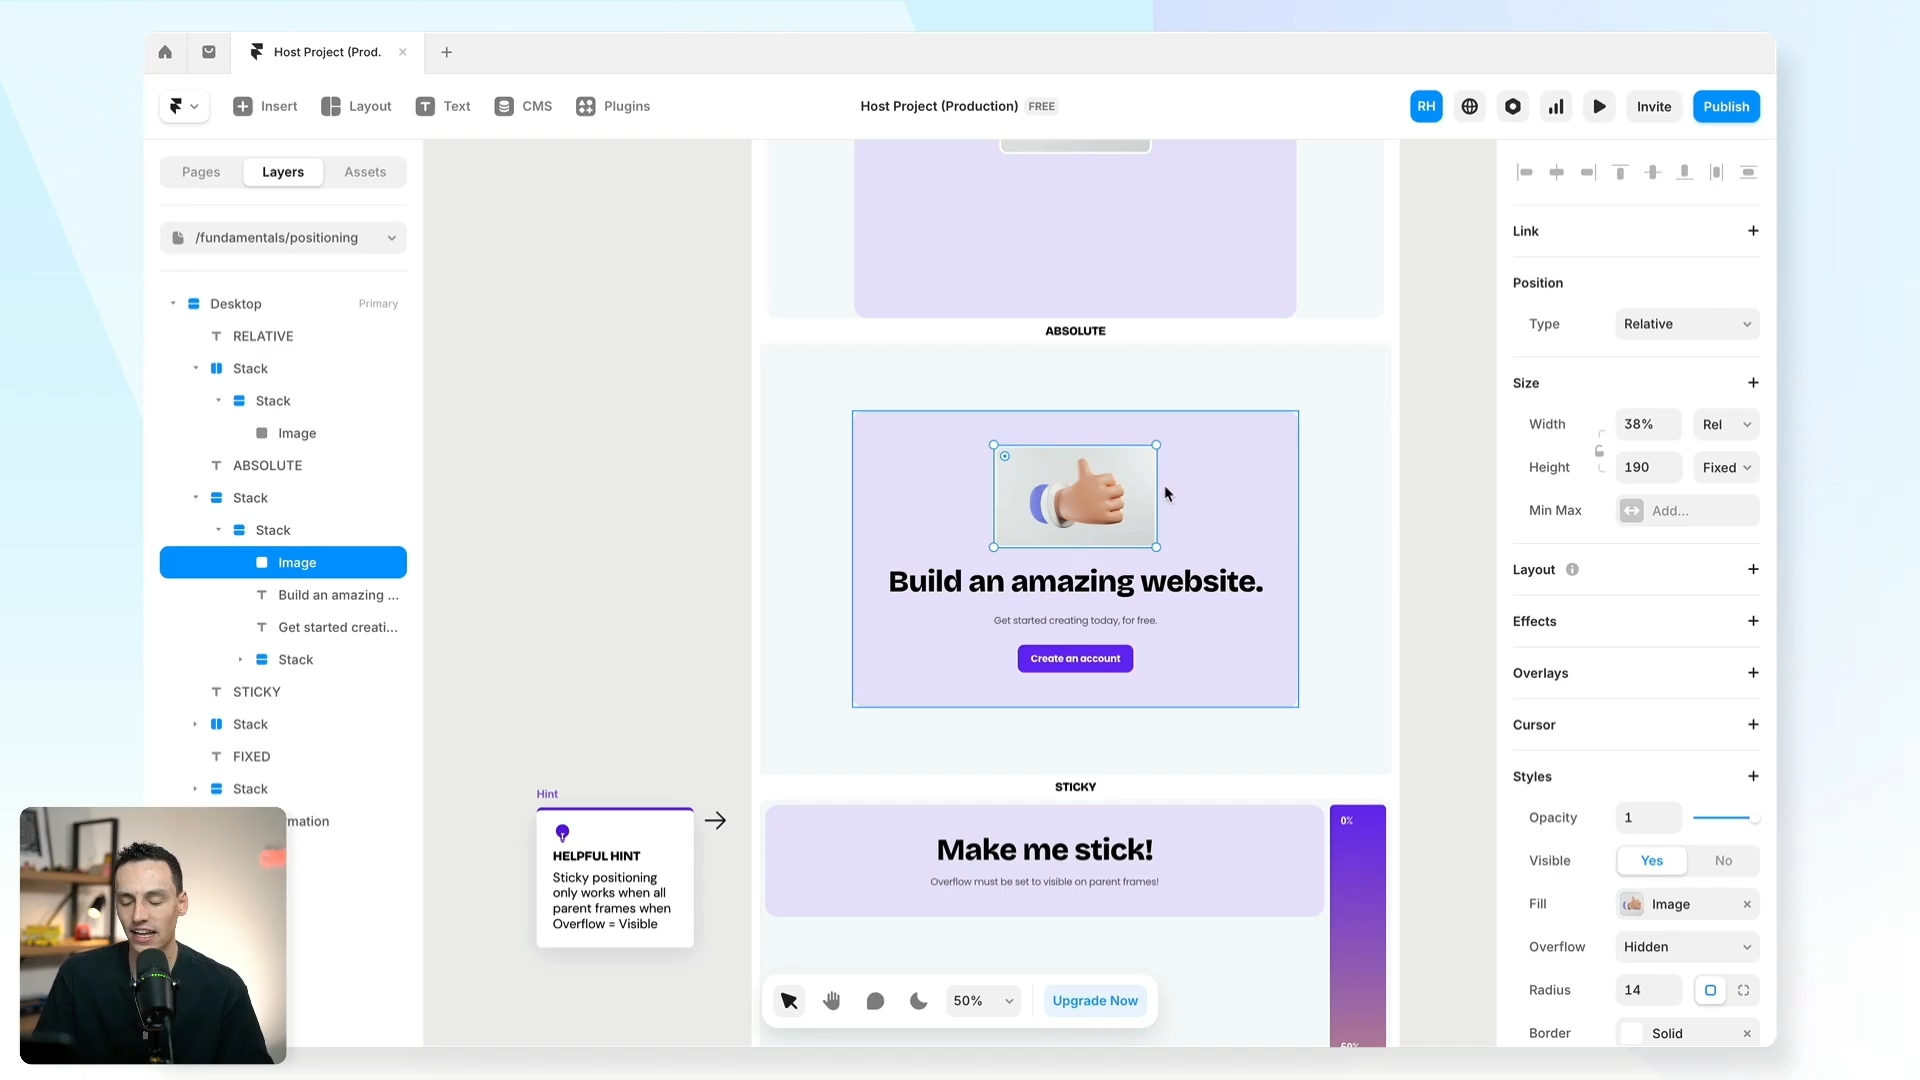 Host Project (Prod.
Insert
Layout
Text
CMS
Plugins
Host Project (Production)
FREE
RH
Invite
Publish
Pages
Layers
Assets
/fundamentals/positioning
Desktop
Primary
RELATIVE
Stack
Stack
Image
ABSOLUTE
Stack
Stack
Image
Build an amazing ...
Get started creati...
Stack
STICKY
Stack
FIXED
Stack
mation
Hint
HELPFUL HINT
Sticky positioning
only works when all
parent frames when
Overflow = Visible
ABSOLUTE
Build an amazing website.
Get started creating today, for free.
Create an account
STICKY
Make me stick!
Overflow must be set to visible on parent frames!
0%
50%
50%
Upgrade Now
Link
Position
Type
Relative
Size
Width
38%
Rel
Height
190
Fixed
Min Max
Add...
Layout
Effects
Overlays
Cursor
Styles
Opacity
1
Visible
Yes
No
Fill
Image
Overflow
Hidden
Radius
14
Border
Solid